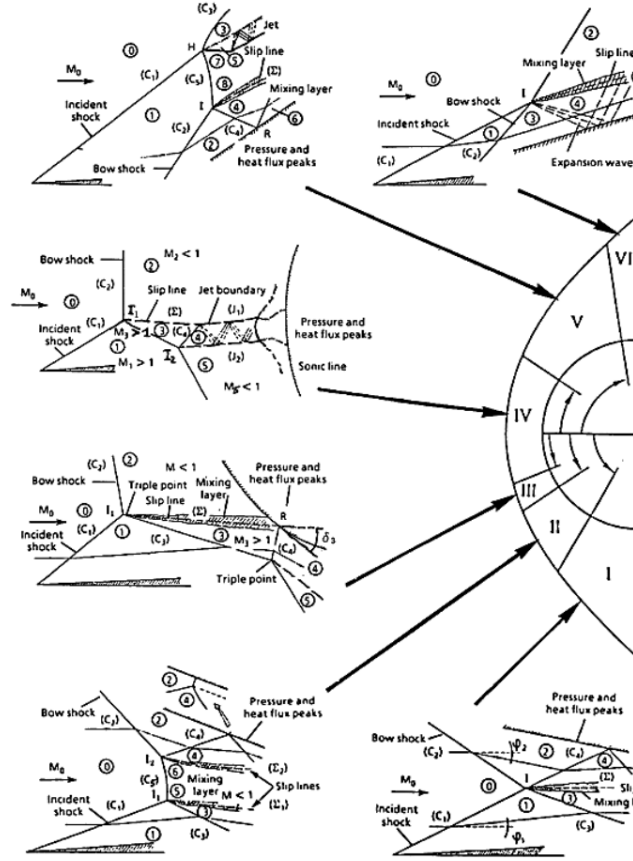 (C₃)
③
Jet
⓪
H
⑦
⑤
Slip line
M₀
(C₁)
(C₃)
⑧
(Σ)
Mixing layer
Incident
shock
①
I
④
(C₂)
(C₄)
R
⑥
②
Bow shock
Pressure and
heat flux peaks
②
Slip line
Mixing layer
M₀
⓪
I
④
Bow shock
③
Incident shock
①
(C₁)
(C₂)
Expansion wave
Bow shock
②
M₂ < 1
(C₂)
M₀
⓪
I₁
Slip line
(Σ)
Jet boundary
(J₁)
(C₁)
M₃ > 1
③
(C₄)
④
Pressure and
heat flux peaks
Incident
shock
①
I₂
(J₂)
M₁ > 1
⑤
Sonic line
M₅ < 1
VI
V
IV
III
II
I
(C₂)
②
M < 1
Pressure and
heat flux peaks
Bow shock
Triple point
Slip line
Mixing
layer
M₀
⓪
I₁
(Σ)
R
(C₁)
①
Incident
shock
(C₃)
③
M₃ > 1
(C₄)
δ₃
④
Triple point
⑤
②
④
Pressure and
heat flux peaks
Bow shock
②
(C₂)
(C₄)
I₂
④
M₀
⓪
⑥
(Σ₂)
(C₅)
Mixing
layer
Slip lines
Incident
shock
(C₁)
I₁
⑤
M < 1
(Σ₁)
③
①
(C₃)
Pressure and
heat flux peaks
Bow shock
(C₂)
φ₂
②
(C₄)
④
M₀
⓪
I
(Σ)
Incident
shock
①
③
(C₁)
φ₁
(C₃)